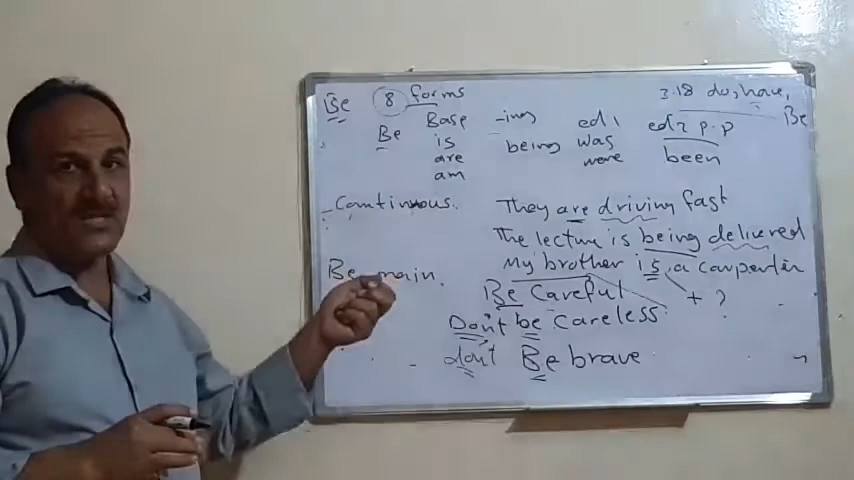 Be 8 forms 3.18 do, have, Be
Be Base -ing ed1 ed2 p.p
is being was been
are were
am
Continuous. They are driving fast
The lecture is being delivered
Be main. My brother is a carpenter
Be Careful + ?
Don't be careless
don't Be brave